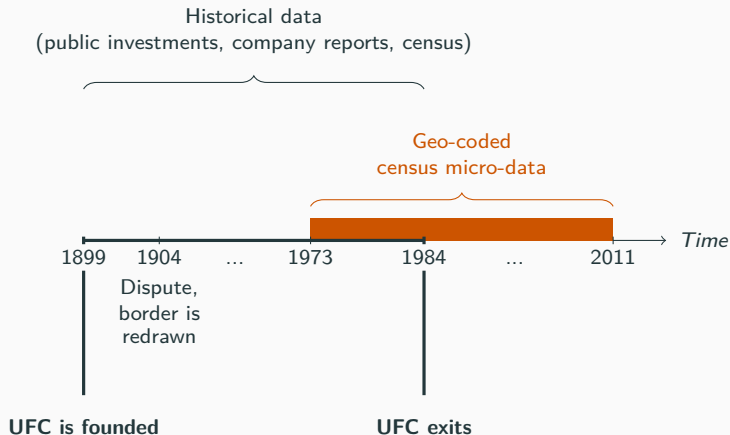 Historical data
(public investments, company reports, census)
Geo-coded
census micro-data
Time
1899 1904 ... 1973 1984 ... 2011
Dispute,
border is
redrawn
UFC is founded UFC exits